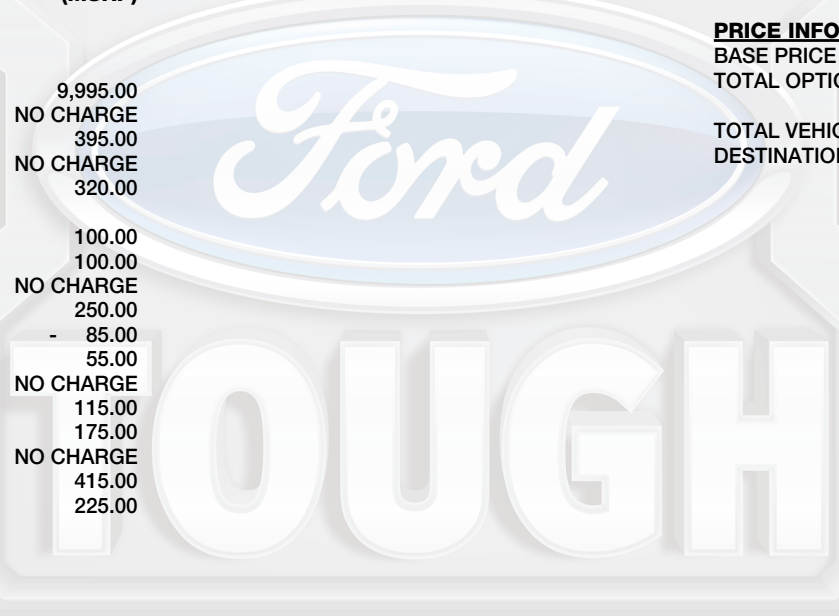 (MSRP)
9,995.00
NO CHARGE
395.00
NO CHARGE
320.00
100.00
100.00
NO CHARGE
250.00
- 85.00
55.00
NO CHARGE
115.00
175.00
NO CHARGE
415.00
225.00
PRICE INFO
BASE PRICE
TOTAL OPTIO
TOTAL VEHIC
DESTINATION
Ford
TOUGH